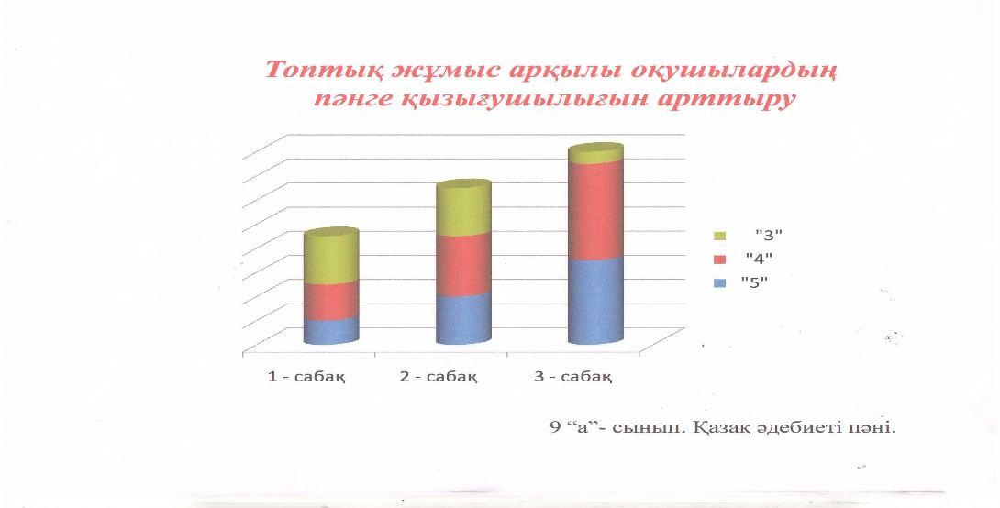 Топтық жұмыс арқылы оқушылардың
пәнге қызығушылығын арттыру
"3"
"4"
"5"
1 - сабақ
2 - сабақ
3 - сабақ
9 “а”- сынып. Қазақ әдебиеті пәні.